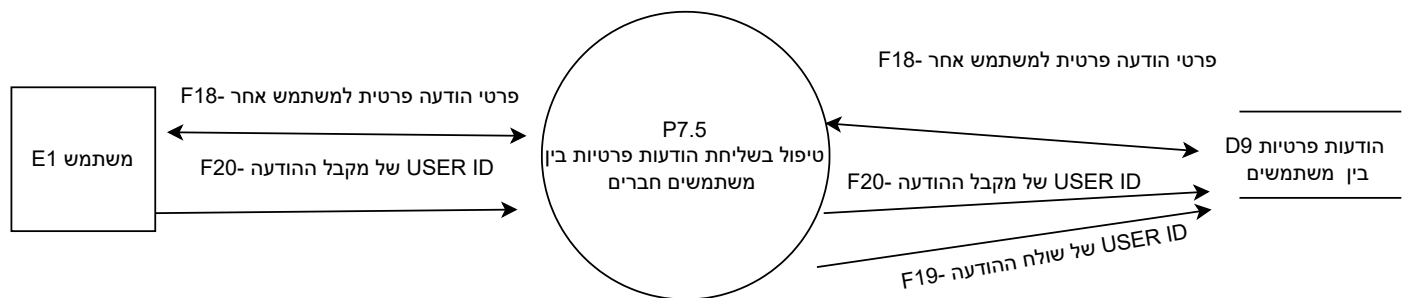 פרטי הודעה פרטית למשתמש אחר -F18
פרטי הודעה פרטית למשתמש אחר -F18
משתמש E1
USER ID של מקבל ההודעה -F20
P7.5
טיפול בשליחת הודעות פרטיות בין
משתמשים חברים
הודעות פרטיות D9
בין משתמשים
USER ID של מקבל ההודעה -F20
USER ID של שולח ההודעה -F19